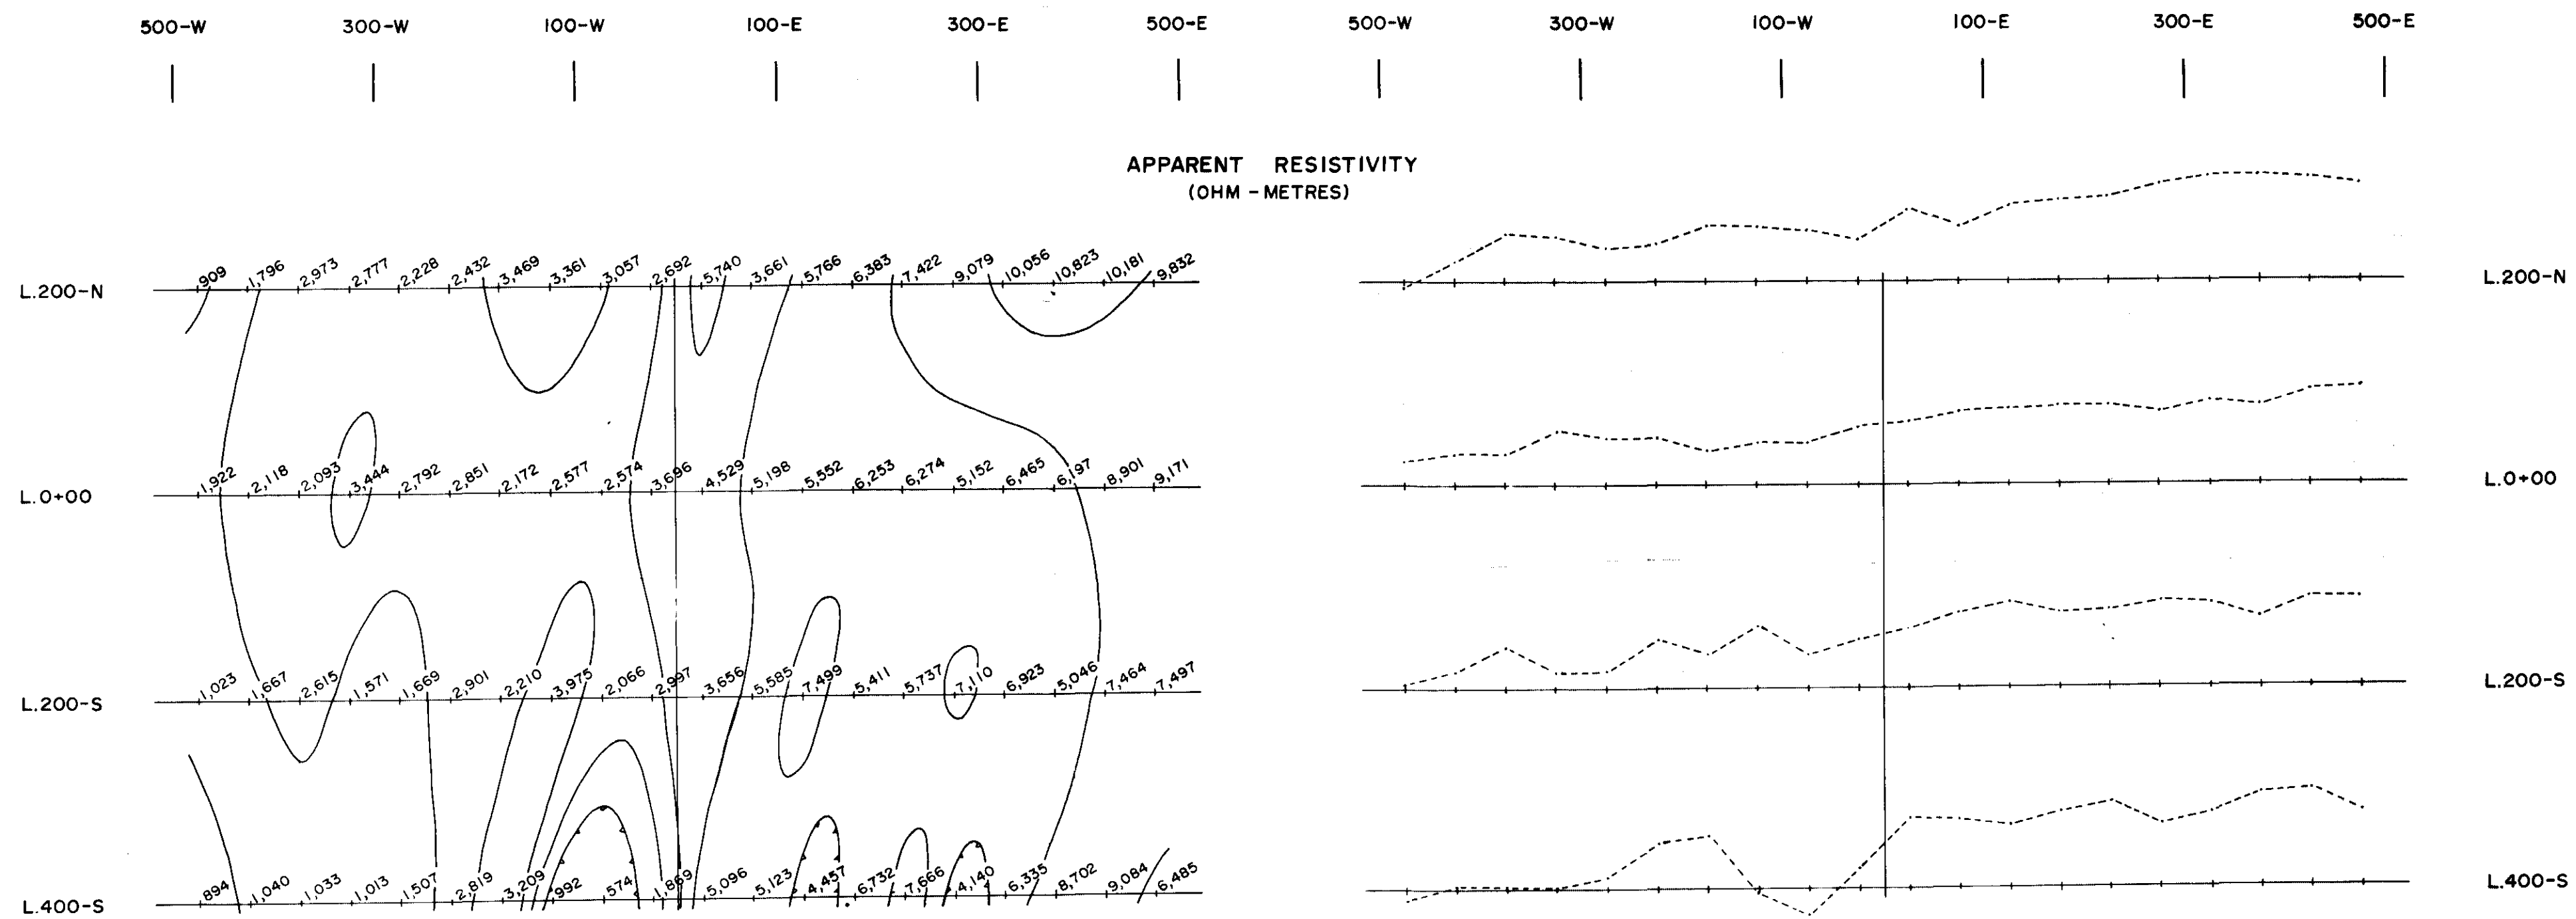 500-W 300-W 100-W 100-E 300-E 500-E 500-W 300-W 100-W 100-E 300-E 500-E
APPARENT RESISTIVITY
(OHM - METRES)
L.200-N 909 1,796 2,973 2,777 2,228 2,432 3,469 3,361 3,057 2,692 5,740 3,661 5,766 6,383 7,422 9,079 10,056 10,823 10,181 9,832 L.200-N
L.0+00 1,922 2,118 2,093 3,444 2,792 2,851 2,172 2,577 2,574 3,696 4,529 5,198 5,552 6,253 6,274 5,152 6,465 6,197 8,901 9,171 L.0+00
L.200-S 1,023 1,667 2,615 1,571 1,669 2,901 2,210 3,975 2,066 2,997 3,656 5,585 7,499 5,411 5,737 7,110 6,923 5,046 7,464 7,497 L.200-S
L.400-S 894 1,040 1,033 1,013 1,507 2,819 3,209 992 574 1,869 5,096 5,123 4,457 6,732 7,666 4,140 6,335 8,702 9,084 6,485 L.400-S